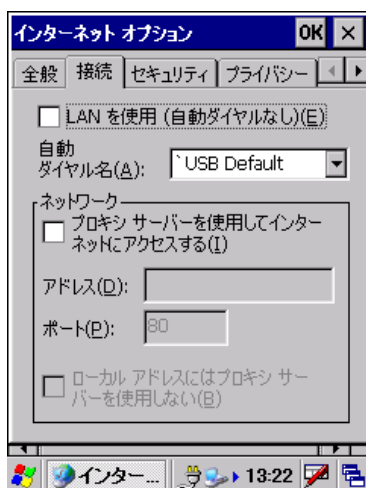 インターネット オプション OK ×
全般 接続 セキュリティ プライバシー
LAN を使用 (自動ダイヤルなし)(E)
自動
ダイヤル名(A): `USB Default
ネットワーク
プロキシ サーバーを使用してインター
ネットにアクセスする(I)
アドレス(D):
ポート(P): 80
ローカル アドレスにはプロキシ サー
バーを使用しない(B)
インター... 13:22